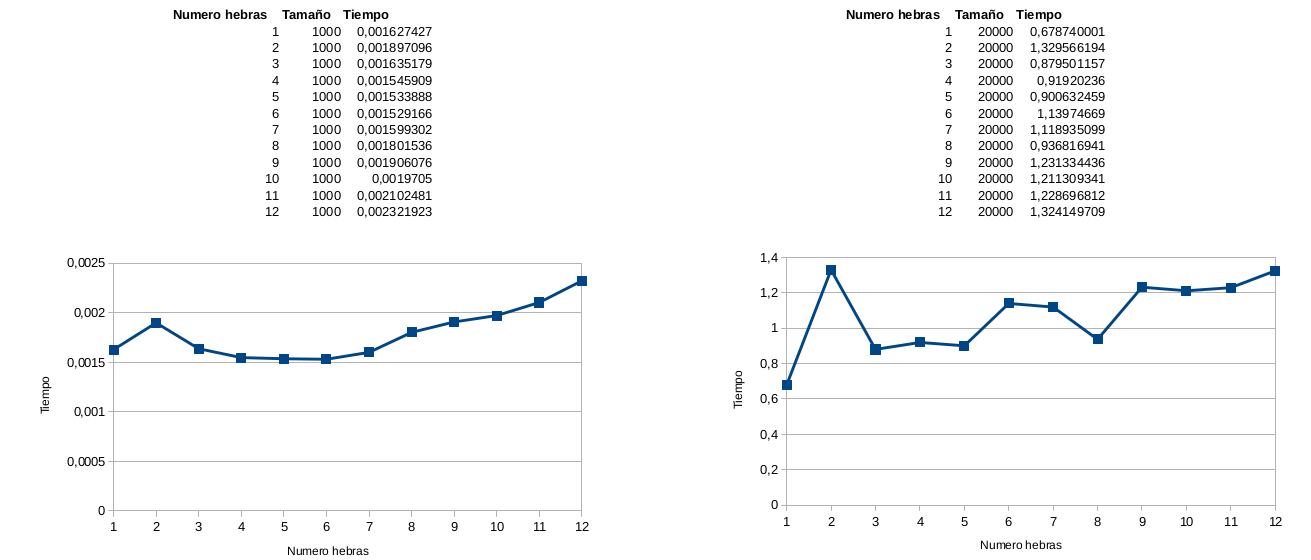 Numero hebras Tamaño Tiempo
1 1000 0,001627427
2 1000 0,001897096
3 1000 0,001635179
4 1000 0,001545909
5 1000 0,001533888
6 1000 0,001529166
7 1000 0,001599302
8 1000 0,001801536
9 1000 0,001906076
10 1000 0,0019705
11 1000 0,002102481
12 1000 0,002321923
0,0025
0,002
0,0015
0,001
0,0005
0
Tiempo
1 2 3 4 5 6 7 8 9 10 11 12
Numero hebras
Numero hebras Tamaño Tiempo
1 20000 0,678740001
2 20000 1,329566194
3 20000 0,879501157
4 20000 0,91920236
5 20000 0,900632459
6 20000 1,13974669
7 20000 1,118935099
8 20000 0,936816941
9 20000 1,231334436
10 20000 1,211309341
11 20000 1,228696812
12 20000 1,324149709
1,4
1,2
1
0,8
0,6
0,4
0,2
0
Tiempo
1 2 3 4 5 6 7 8 9 10 11 12
Numero hebras